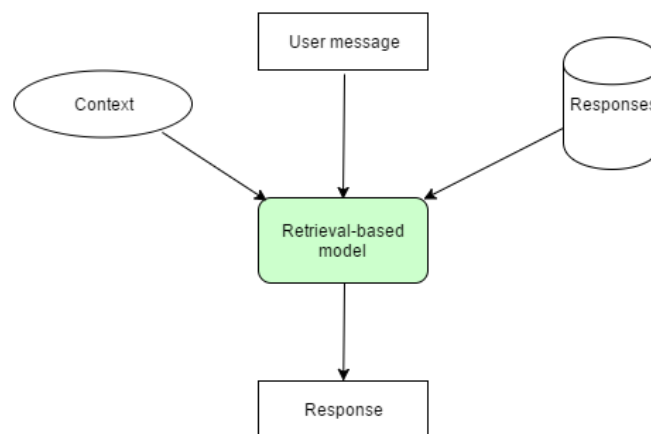 User message
Context
Responses
Retrieval-based
model
Response